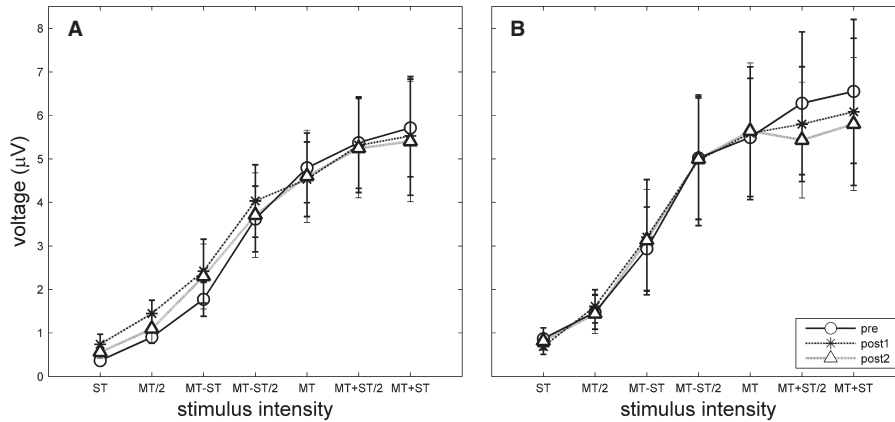 A
B
voltage (μV)
8
7
6
5
4
3
2
1
0
ST MT/2 MT-ST MT-ST/2 MT MT+ST/2 MT+ST
ST MT/2 MT-ST MT-ST/2 MT MT+ST/2 MT+ST
stimulus intensity
stimulus intensity
pre
post1
post2